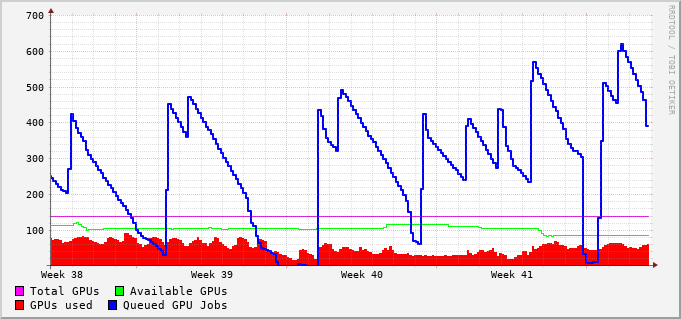 700
600
500
400
300
200
100
Week 38 Week 39 Week 40 Week 41
Total GPUs Available GPUs
GPUs used Queued GPU Jobs
RRDTOOL / TOBI OETIKER